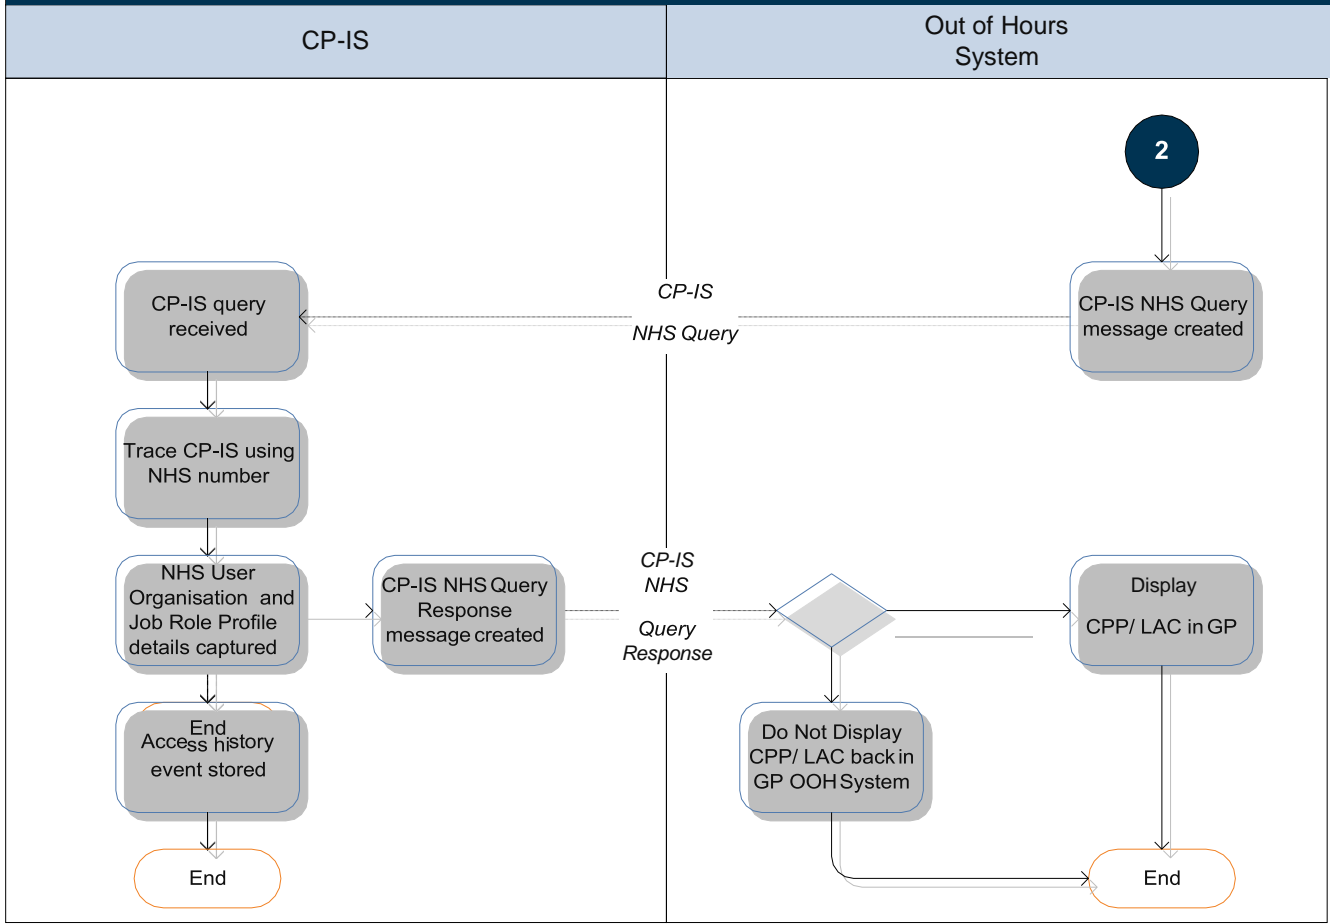 CP-IS
Out of Hours
System
2
CP-IS query
received
CP-IS
NHS Query
CP-IS NHS Query
message created
Trace CP-IS using
NHS number
NHS User
Organisation and
Job Role Profile
details captured
CP-IS NHS Query
Response
message created
CP-IS
NHS
Query
Response
Display
CPP/ LAC in GP
End
Access history
event stored
Do Not Display
CPP/ LAC back in
GP OOH System
End
End